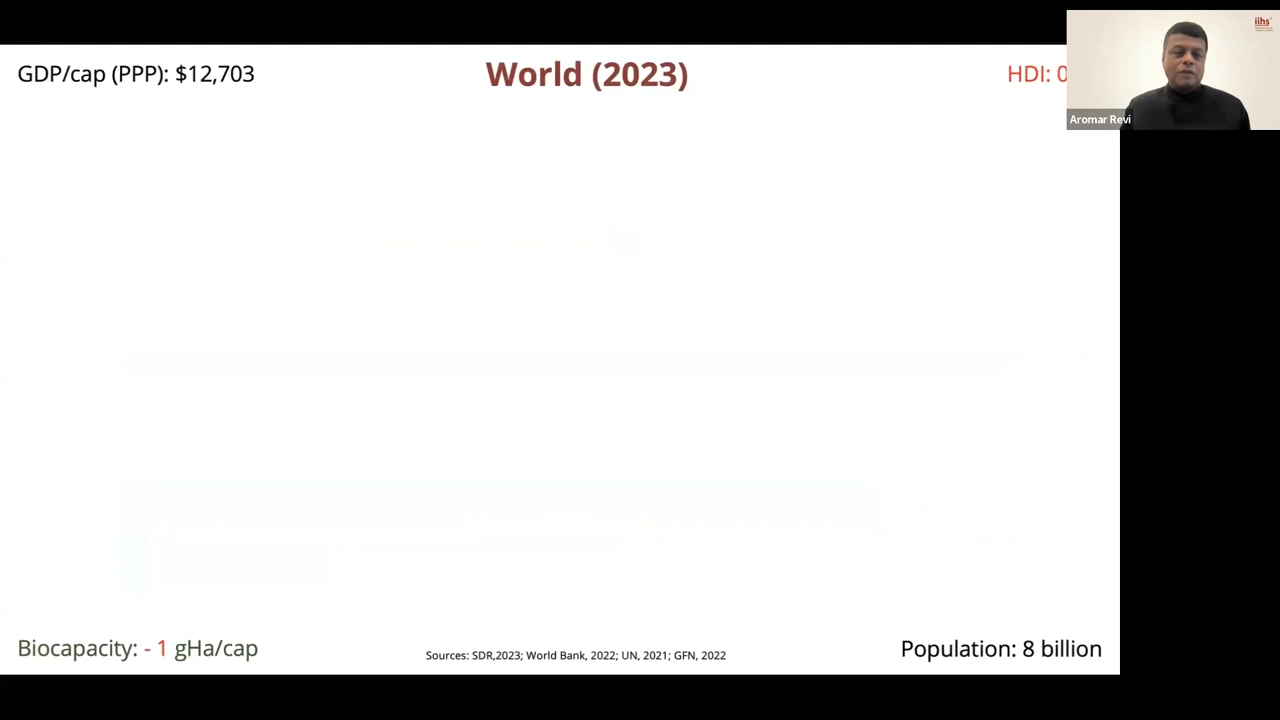 iihs
GDP/cap (PPP): $12,703
World (2023)
HDI: 0
Aromar Revi
Biocapacity: - 1 gHa/cap
Sources: SDR,2023; World Bank, 2022; UN, 2021; GFN, 2022
Population: 8 billion